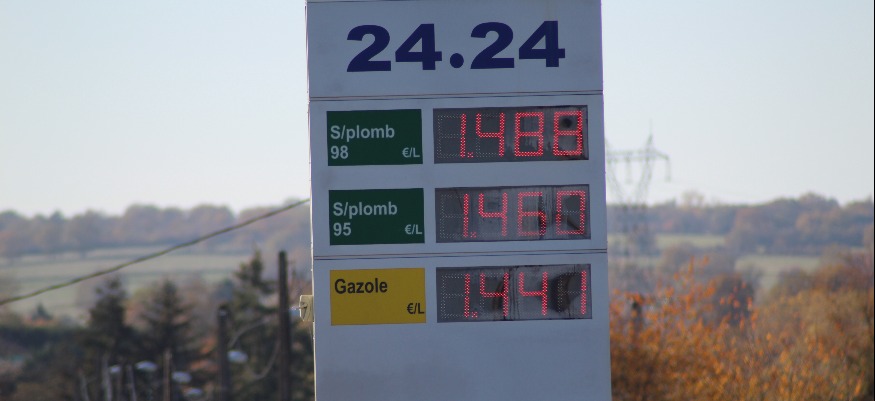 24.24
S/plomb
98 €/L 1.488
S/plomb
95 €/L 1.460
Gazole
€/L 1.441